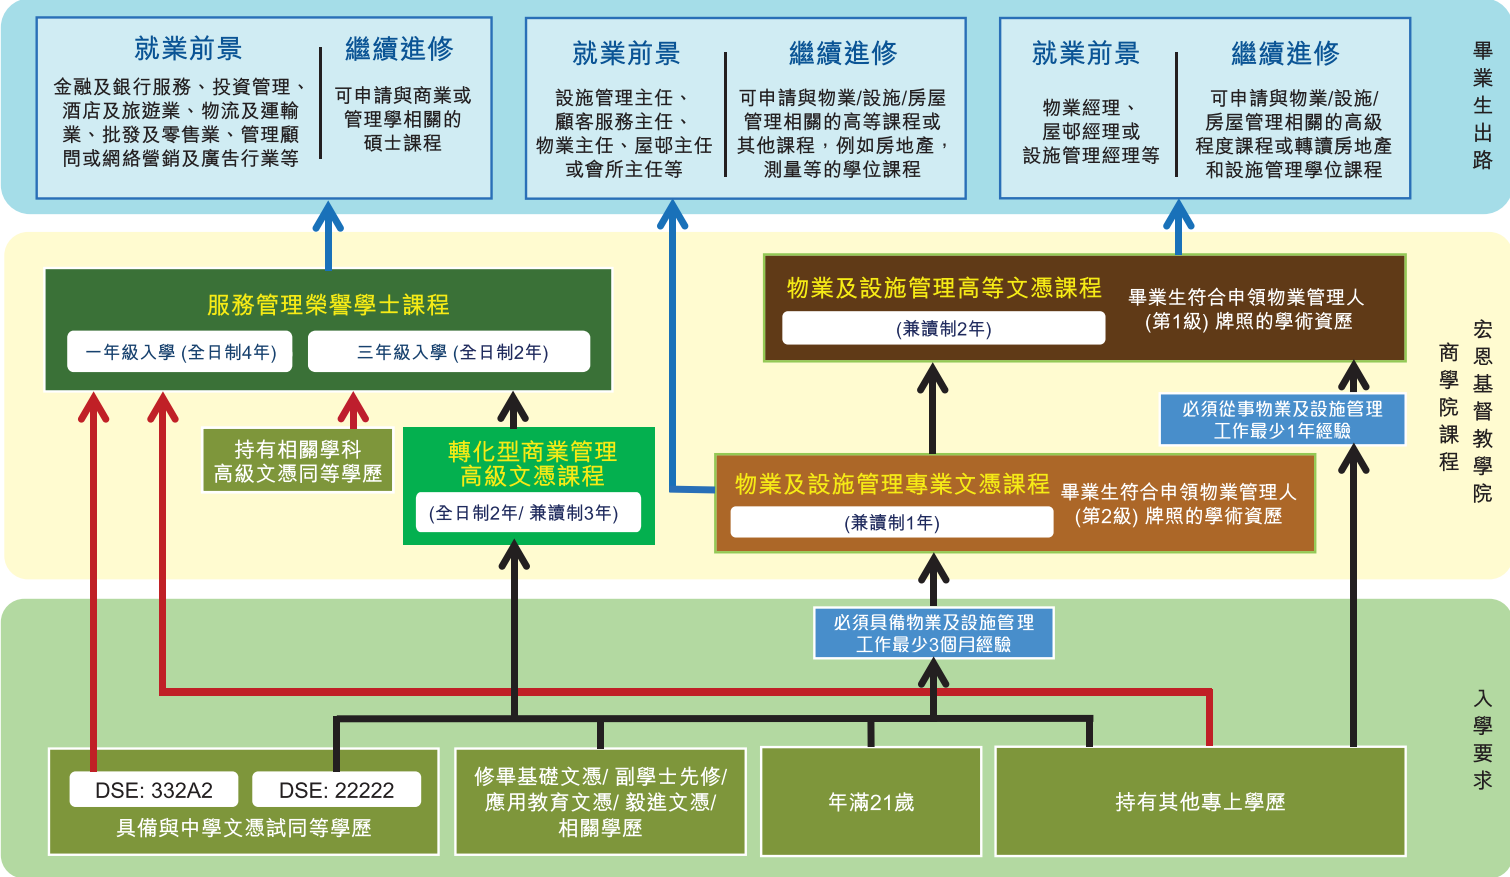 就業前景
金融及銀行服務、投資管理、
酒店及旅遊業、物流及運輸
業、批發及零售業、管理顧
問或網絡營銷及廣告行業等
繼續進修
可申請與商業或
管理學相關的
碩士課程
就業前景
設施管理主任、
顧客服務主任、
物業主任、屋邨主任
或會所主任等
繼續進修
可申請與物業/設施/房屋
管理相關的高等課程或
其他課程，例如房地產，
測量等的學位課程
就業前景
物業經理、
屋邨經理或
設施管理經理等
繼續進修
可申請與物業/設施/
房屋管理相關的高級
程度課程或轉讀房地產
和設施管理學位課程
畢業生出路
服務管理榮譽學士課程
一年級入學 (全日制4年)
三年級入學 (全日制2年)
物業及設施管理高等文憑課程
(兼讀制2年)
畢業生符合申領物業管理人
(第1級) 牌照的學術資歷
必須從事物業及設施管理
工作最少1年經驗
持有相關學科
高級文憑同等學歷
轉化型商業管理
高級文憑課程
(全日制2年/ 兼讀制3年)
物業及設施管理專業文憑課程
(兼讀制1年)
畢業生符合申領物業管理人
(第2級) 牌照的學術資歷
宏恩基督教學院
商學院課程
必須具備物業及設施管理
工作最少3個月經驗
DSE: 332A2
DSE: 22222
具備與中學文憑試同等學歷
修畢基礎文憑/ 副學士先修/
應用教育文憑/ 毅進文憑/
相關學歷
年滿21歲
持有其他專上學歷
入學要求